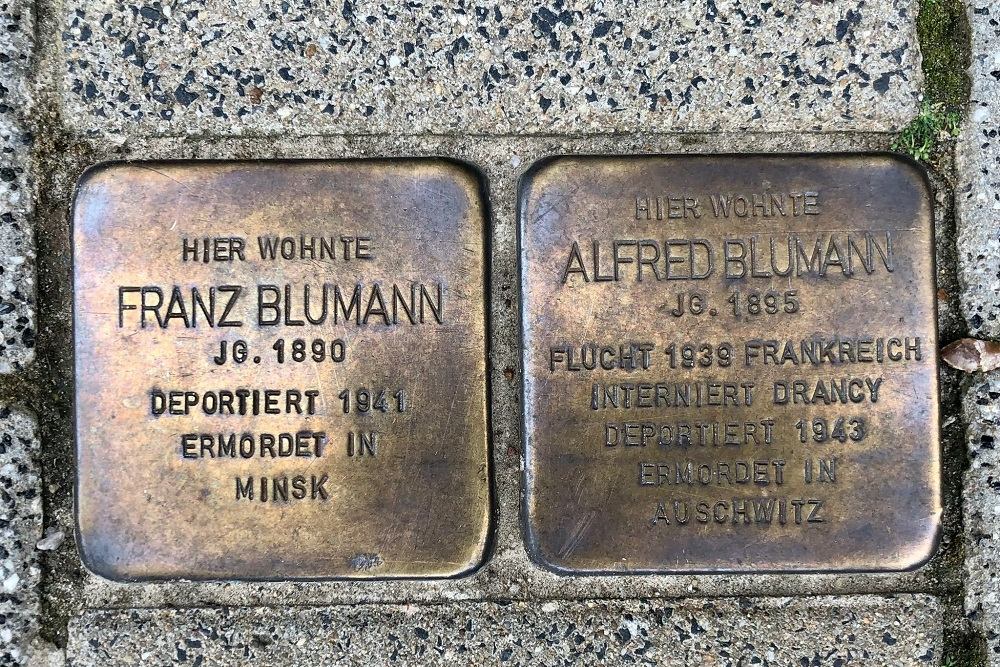 HIER WOHNTE
FRANZ BLUMANN
JG. 1890
DEPORTIERT 1941
ERMORDET IN
MINSK
HIER WOHNTE
ALFRED BLUMANN
JG. 1895
FLUCHT 1939 FRANKREICH
INTERNIERT DRANCY
DEPORTIERT 1943
ERMORDET IN
AUSCHWITZ